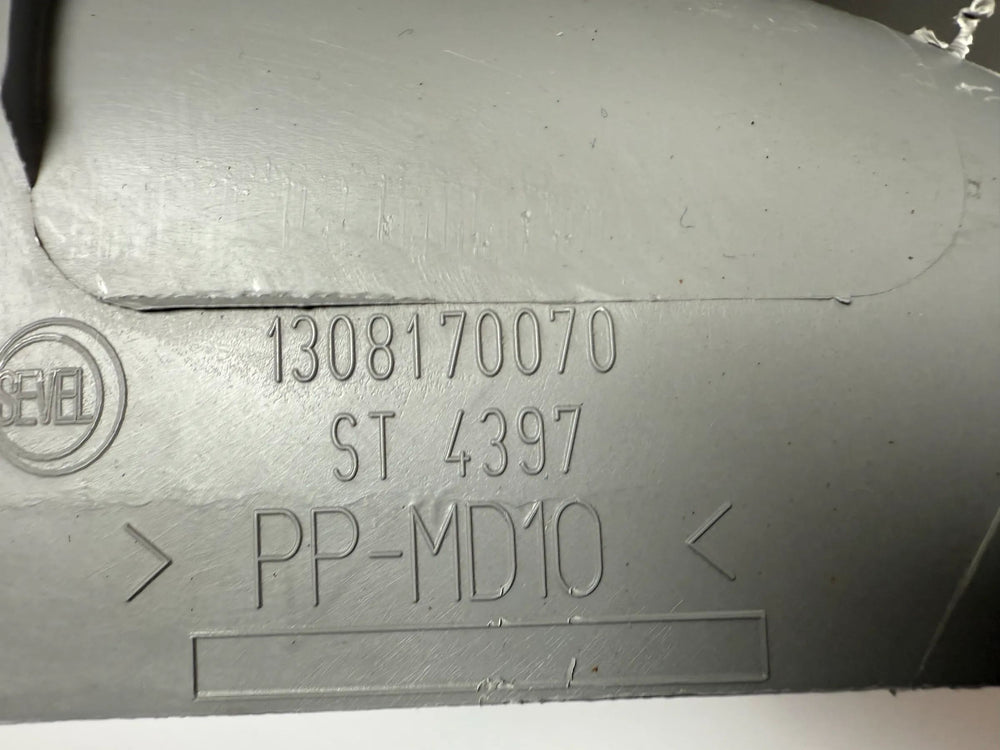 1308170070
SEVEL
ST 4397
> PP-MD10 <